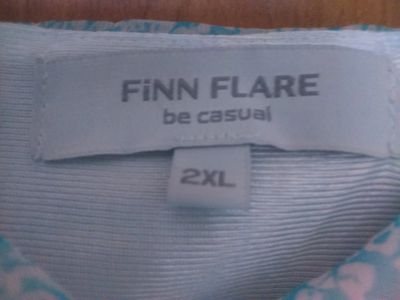 FiNN FLARE
be casual
2XL